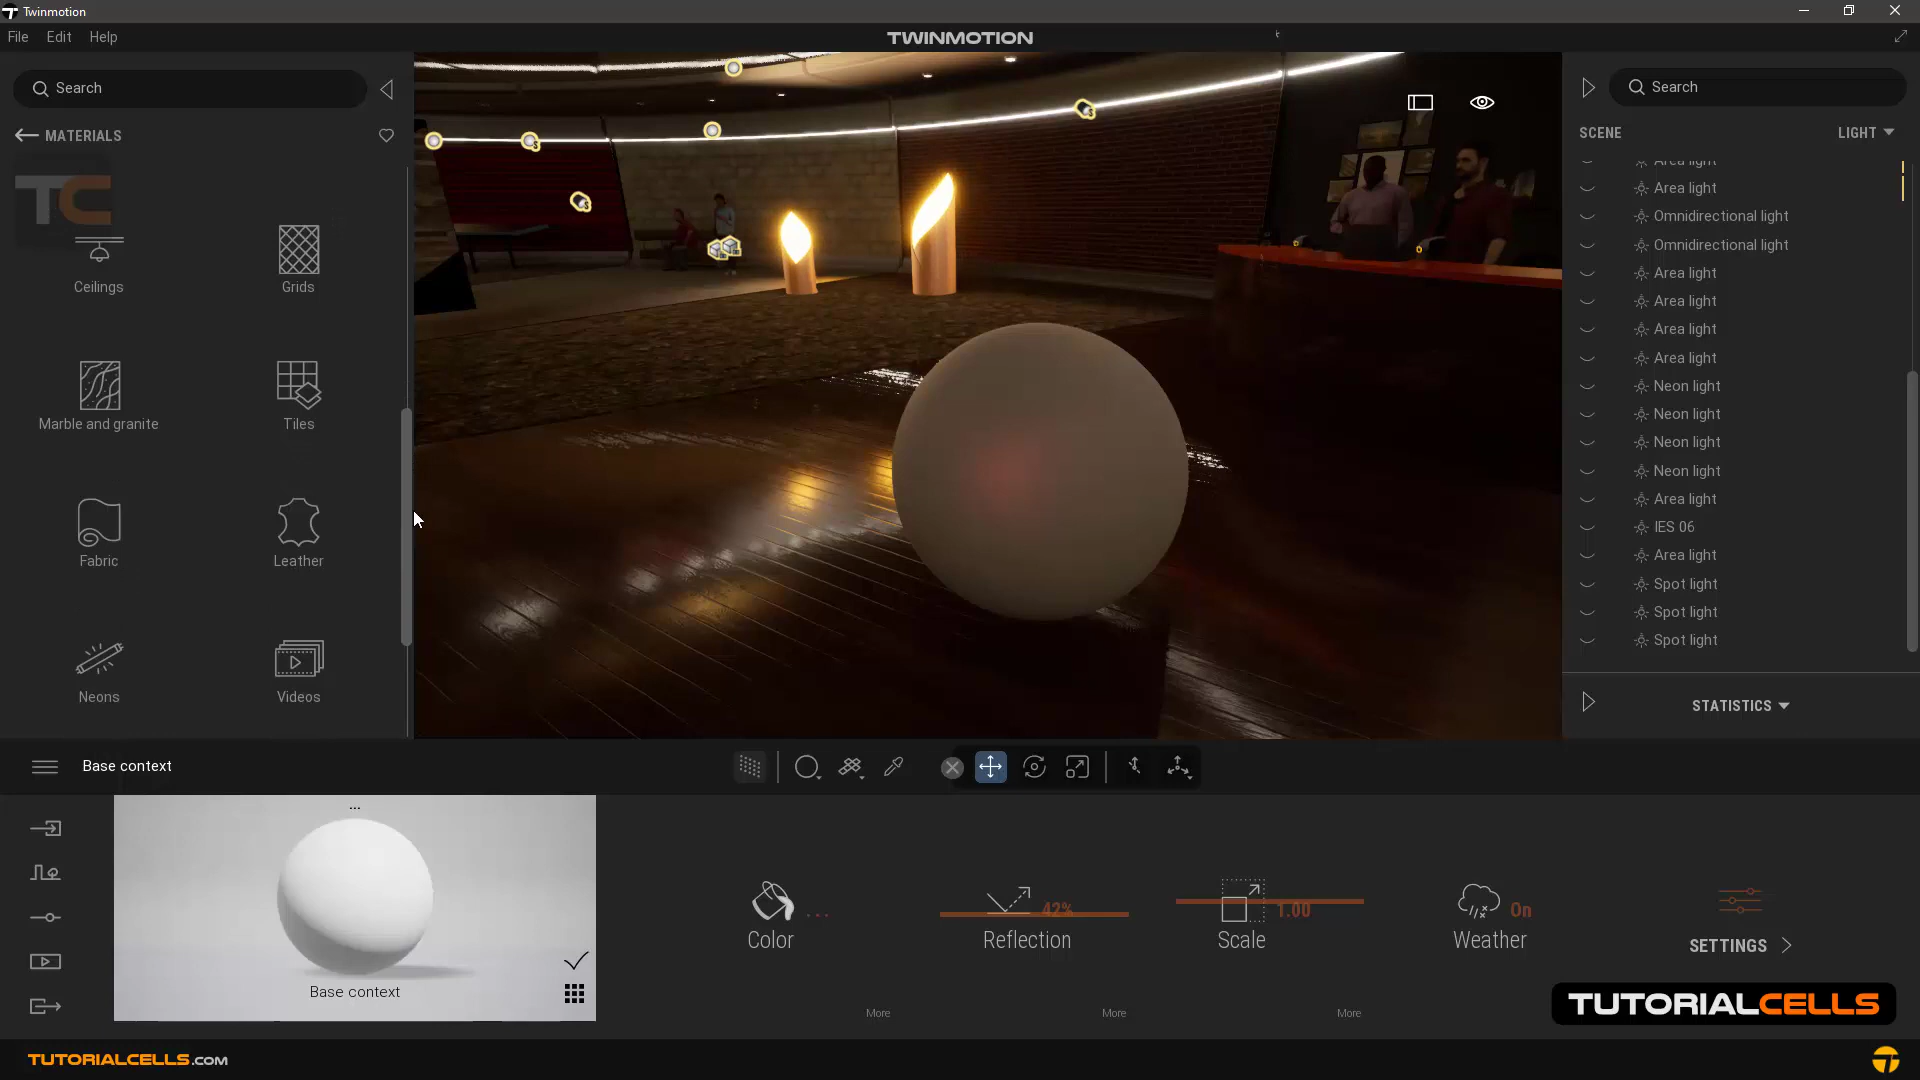 Twinmotion
File Edit Help
TWINMOTION
Search
MATERIALS
TC
Ceilings
Grids
Marble and granite
Tiles
Fabric
Leather
Neons
Videos
Search
SCENE
LIGHT
Area light
Area light
Omnidirectional light
Omnidirectional light
Area light
Area light
Area light
Area light
Neon light
Neon light
Neon light
Neon light
Area light
IES 06
Area light
Spot light
Spot light
Spot light
STATISTICS
Base context
...
Base context
...
Color
More
42%
Reflection
More
1.00
Scale
More
On
Weather
SETTINGS
TUTORIALCELLS
TUTORIALCELLS.COM